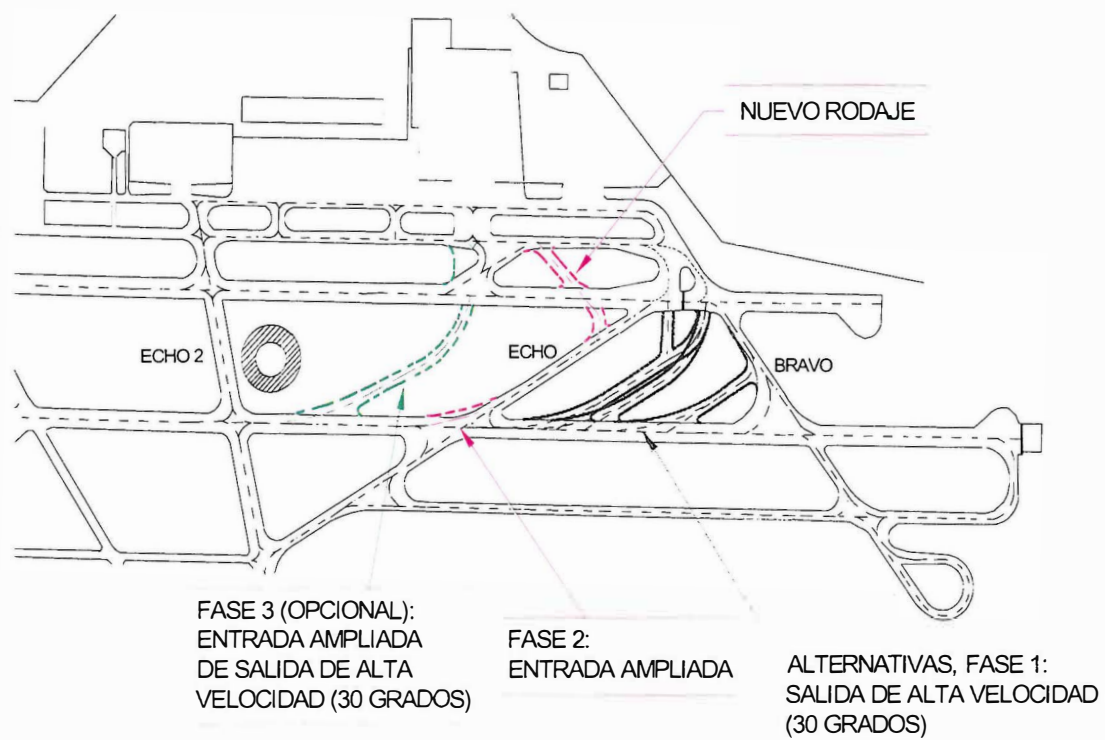 NUEVO RODAJE
ECHO 2
ECHO
BRAVO
FASE 3 (OPCIONAL):
ENTRADA AMPLIADA
DE SALIDA DE ALTA
VELOCIDAD (30 GRADOS)
FASE 2:
ENTRADA AMPLIADA
ALTERNATIVAS, FASE 1:
SALIDA DE ALTA VELOCIDAD
(30 GRADOS)